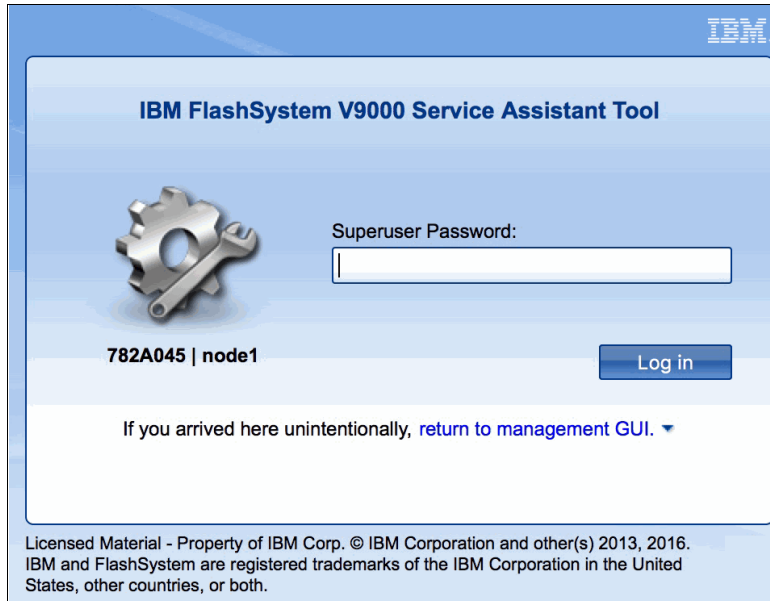 IBM
IBM FlashSystem V9000 Service Assistant Tool
Superuser Password:
782A045 | node1
Log in
If you arrived here unintentionally, return to management GUI.
Licensed Material - Property of IBM Corp. © IBM Corporation and other(s) 2013, 2016.
IBM and FlashSystem are registered trademarks of the IBM Corporation in the United
States, other countries, or both.